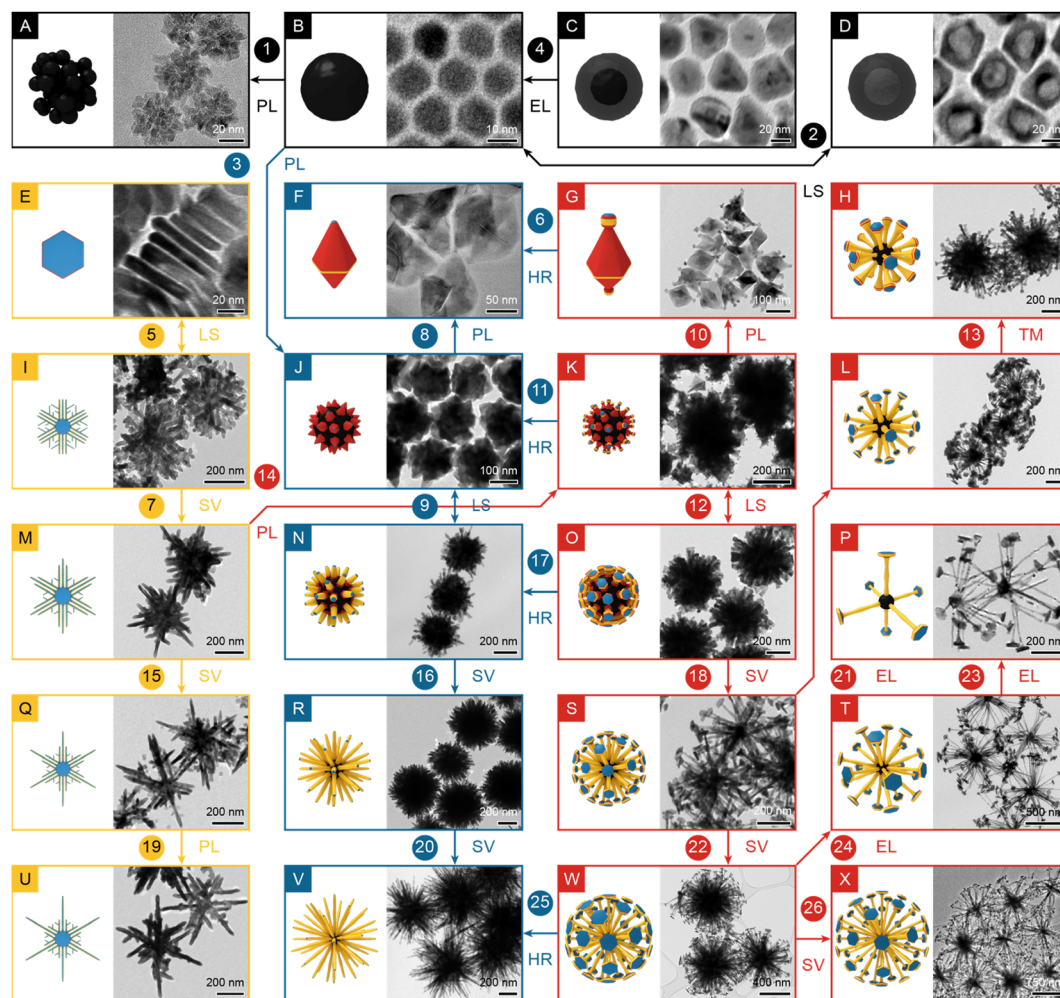 A
20 nm
1
PL
B
10 nm
4
EL
C
20 nm
2
D
20 nm
3
PL
LS
E
20 nm
F
50 nm
6
HR
G
100 nm
H
200 nm
5
LS
8
PL
10
PL
13
TM
I
200 nm
J
100 nm
11
HR
K
200 nm
L
200 nm
14
7
SV
PL
9
LS
12
LS
M
200 nm
N
200 nm
17
HR
O
200 nm
P
200 nm
15
SV
16
SV
18
SV
21
EL
23
EL
Q
200 nm
R
200 nm
S
200 nm
T
500 nm
19
PL
20
SV
22
SV
24
EL
U
200 nm
V
200 nm
25
HR
W
400 nm
26
SV
X
750 nm